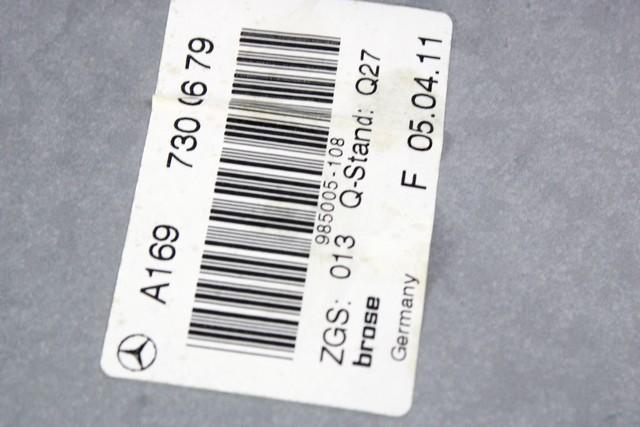 A169 730 06 79
985005-108
ZGS: 013 Q-Stand: Q27
brose
Germany F 05.04.11